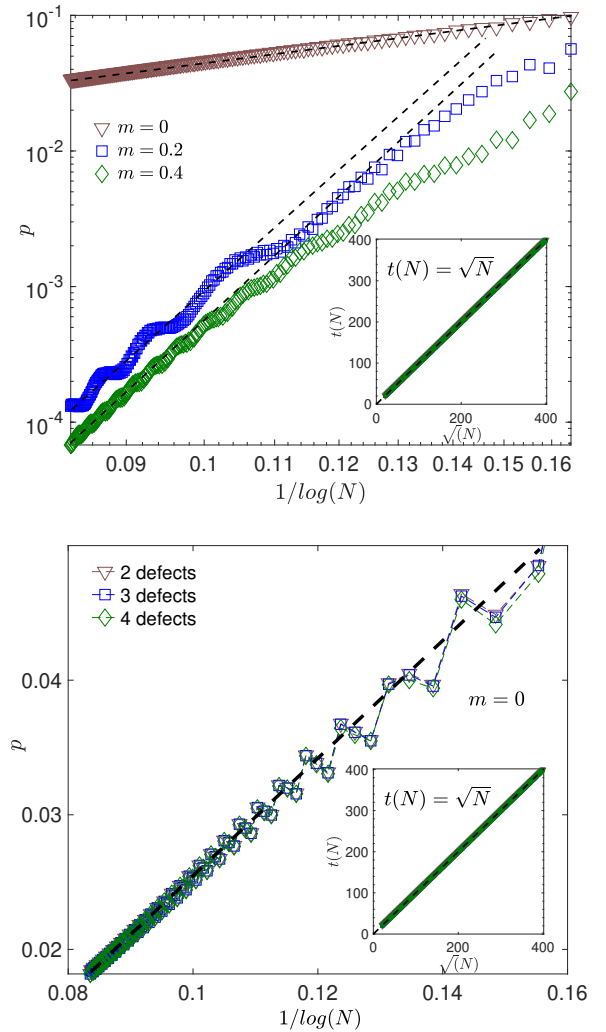 10^{-1}
10^{-2}
10^{-3}
10^{-4}
p
m = 0
m = 0.2
m = 0.4
400
300
200
100
0
t(N)
t(N) = √N
200
400
√(N)
0.09
0.1
0.11
0.12
0.13
0.14
0.15
0.16
1/log(N)
2 defects
3 defects
4 defects
0.04
0.03
0.02
p
m = 0
400
300
200
100
0
t(N)
t(N) = √N
0
200
400
√(N)
0.08
0.1
0.12
0.14
0.16
1/log(N)